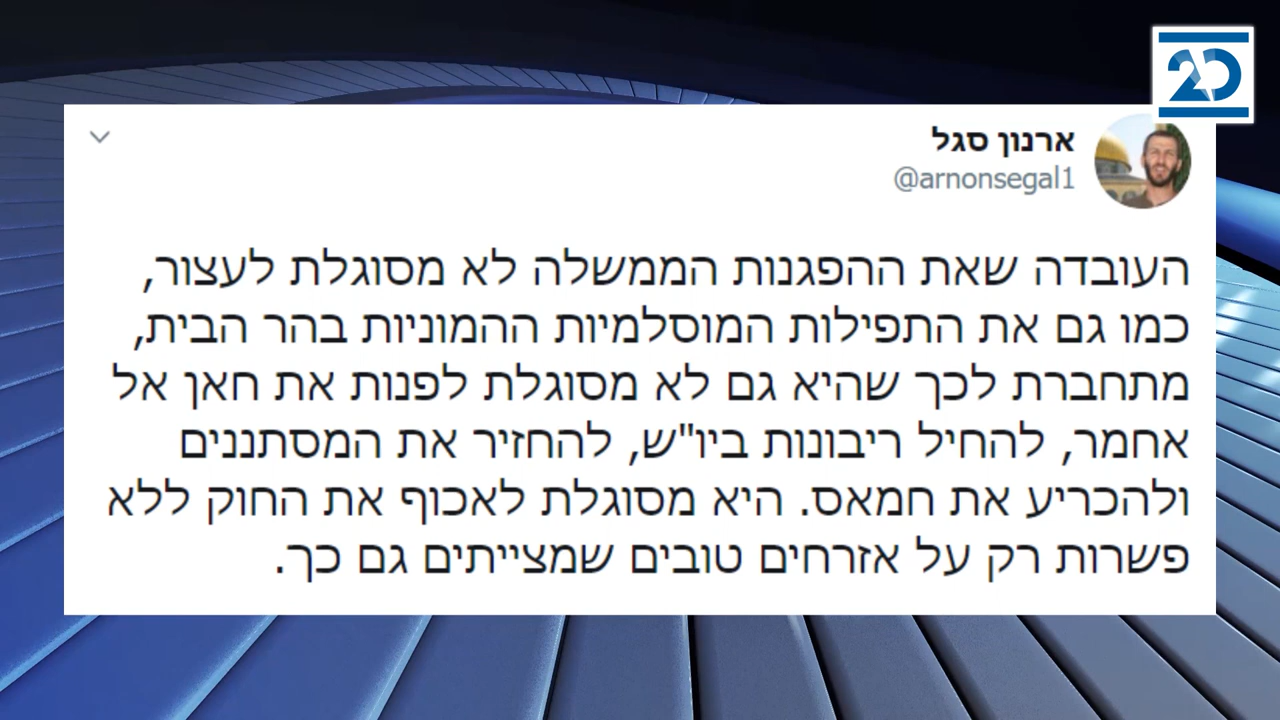 20
ארנון סגל
@arnonsegal1
העובדה שאת ההפגנות הממשלה לא מסוגלת לעצור,
כמו גם את התפילות המוסלמיות ההמוניות בהר הבית,
מתחברת לכך שהיא גם לא מסוגלת לפנות את חאן אל
אחמר, להחיל ריבונות ביו"ש, להחזיר את המסתננים
ולהכריע את חמאס. היא מסוגלת לאכוף את החוק ללא
פשרות רק על אזרחים טובים שמצייתים גם כך.